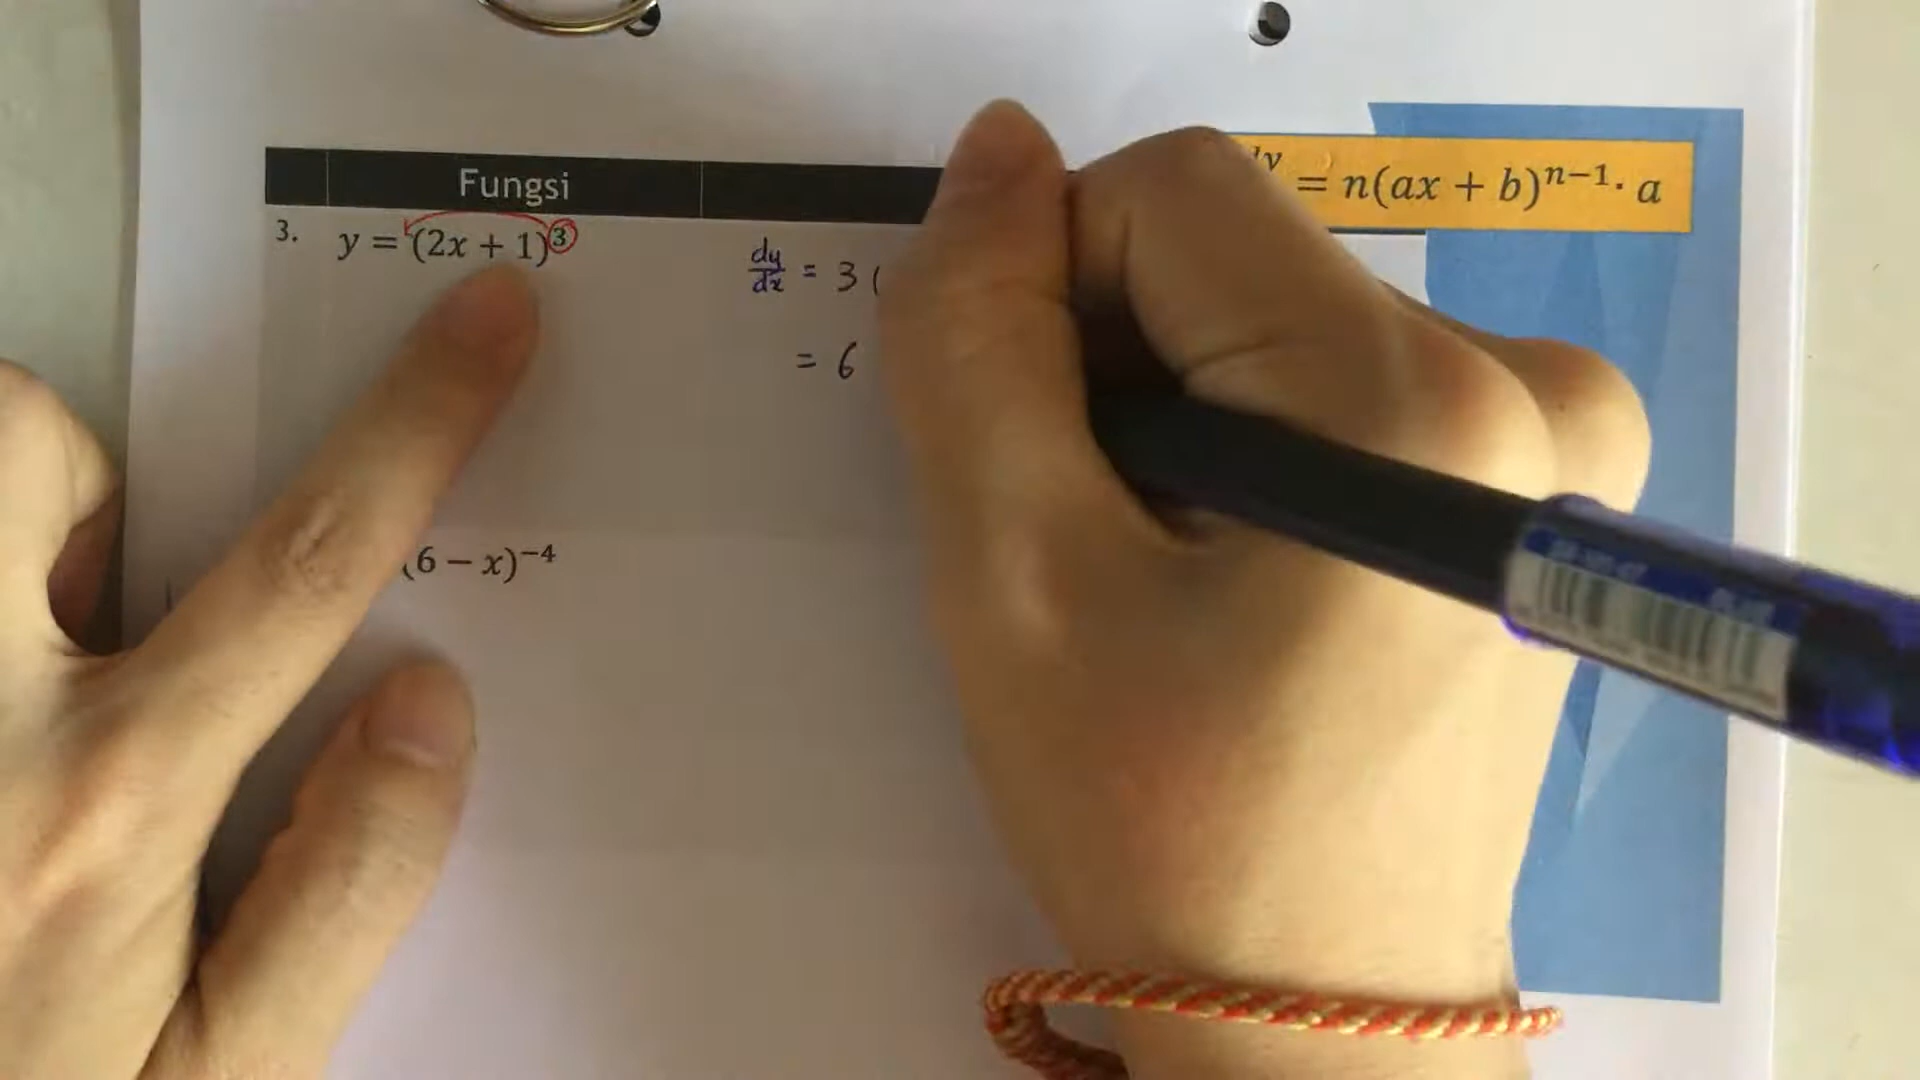 Fungsi
= n(ax + b)ⁿ⁻¹· a
3. y = (2x + 1)³
dy/dx = 3 (
= 6
(6 − x)⁻⁴